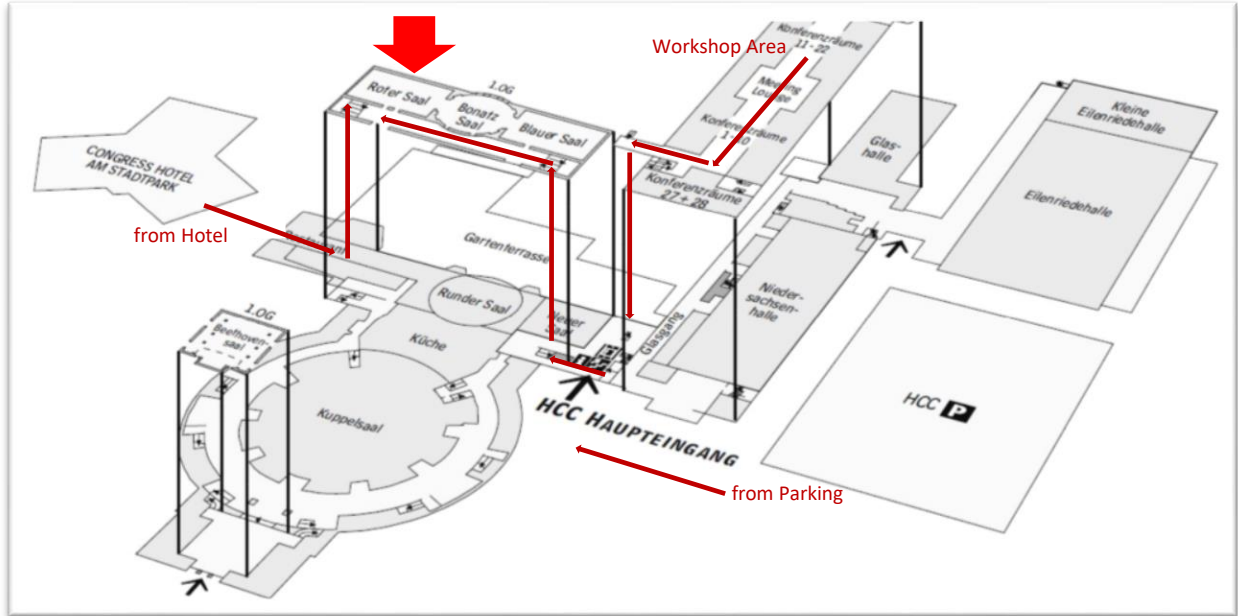 Workshop Area
Konferenzräume
11 - 22
Meeting
Lounge
Konferenzräume
1 - 10
Konferenzräume
27 + 28
1.OG
Roter Saal
Bonatz
Saal
Blauer Saal
Kleine
Eilenriedehalle
Glas-
halle
Eilenriedehalle
CONGRESS HOTEL
AM STADTPARK
from Hotel
Restaurant
Gartenterrasse
Runder Saal
Neuer
Saal
Glasgang
Nieder-
sachsen-
halle
1.OG
Beethoven-
saal
Küche
Kuppelsaal
HCC HAUPTEINGANG
HCC P
from Parking